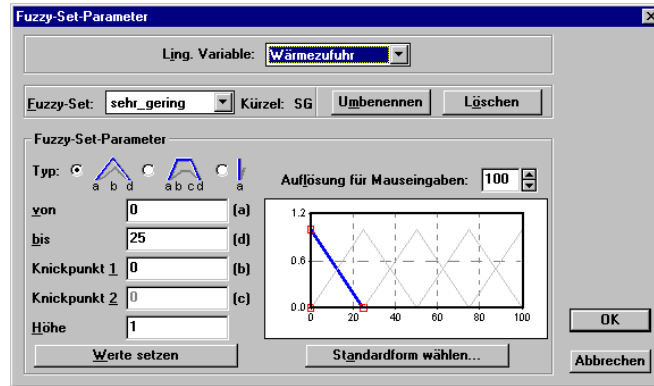 Fuzzy-Set-Parameter
Ling. Variable: Wärmezufuhr
Fuzzy-Set: sehr_gering Kürzel: SG Umbenennen Löschen
Fuzzy-Set-Parameter
Typ: a b d a b c d a
Auflösung für Mauseingaben: 100
von 0 (a)
bis 25 (d)
Knickpunkt 1 0 (b)
Knickpunkt 2 0 (c)
Höhe 1
1.2
0.6
0.0
0 20 40 60 80 100
Werte setzen
Standardform wählen...
OK
Abbrechen